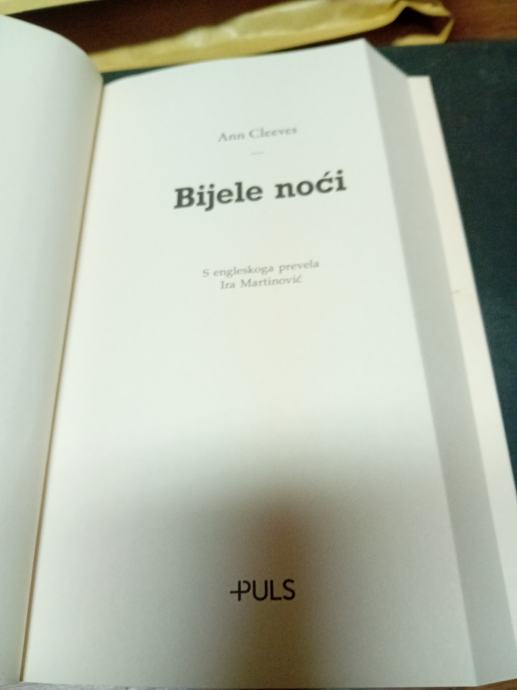 Ann Cleeves
—
Bijele noći
S engleskoga prevela
Ira Martinović
+PULS